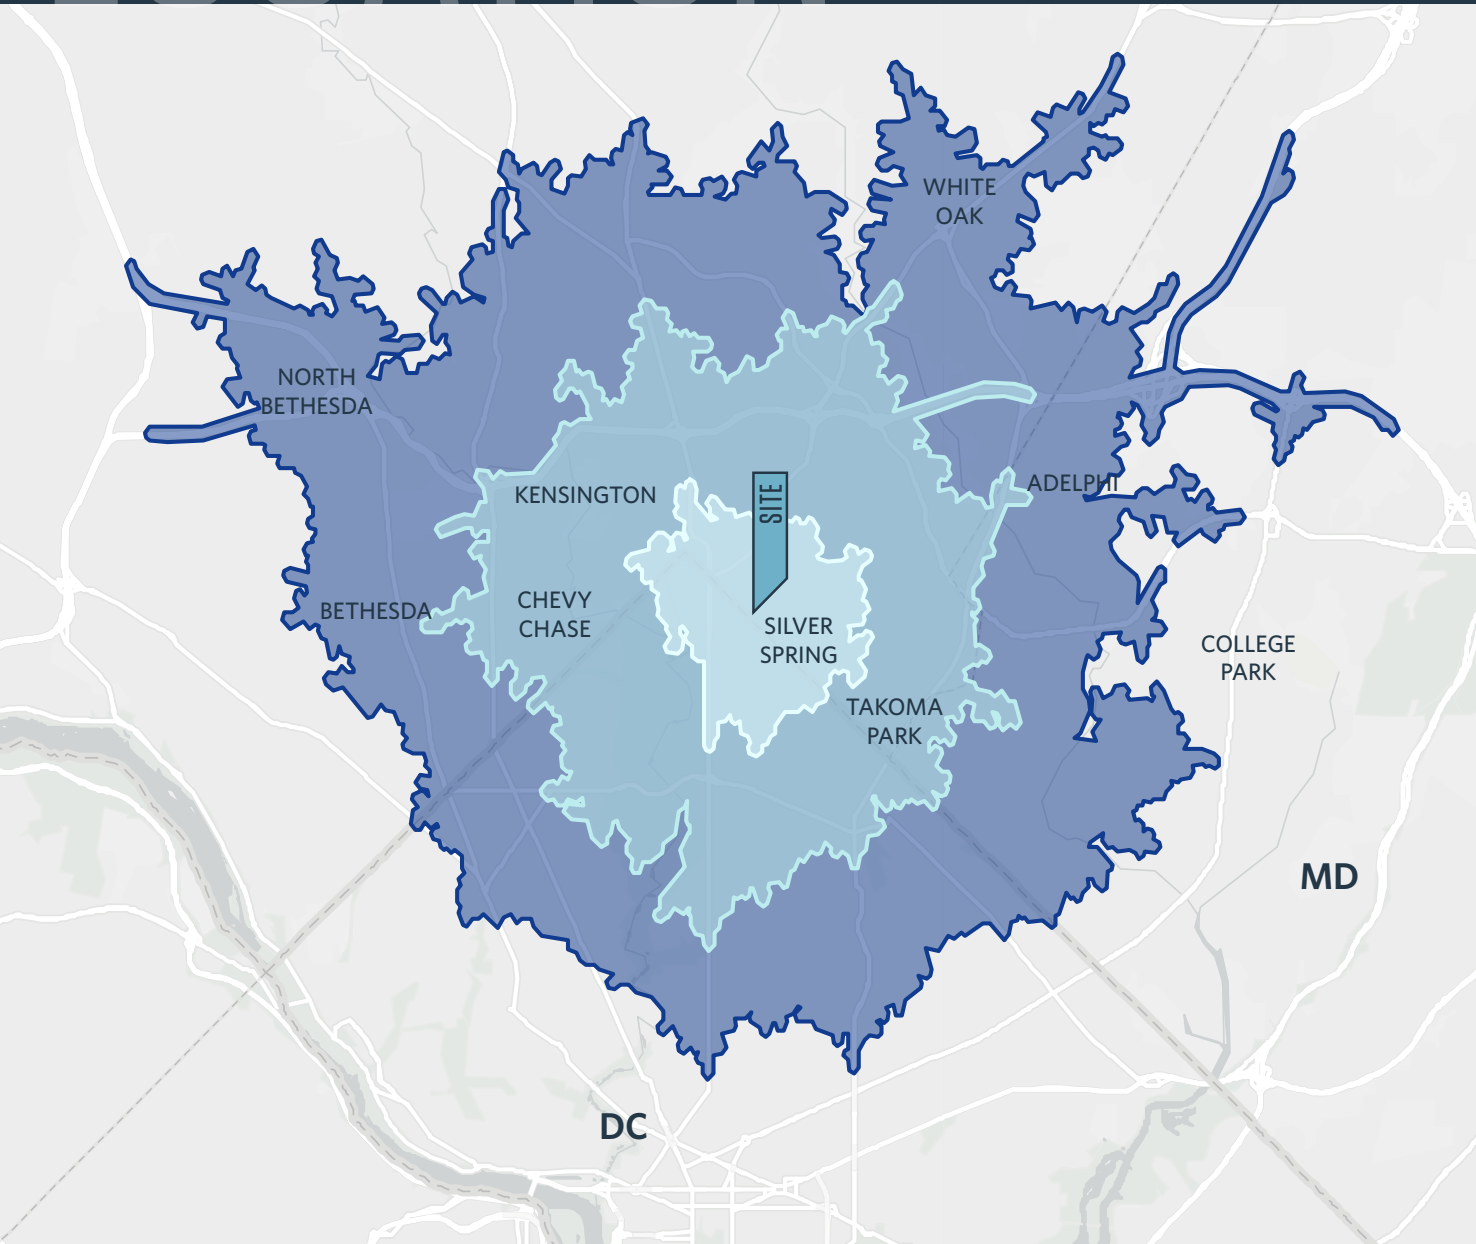 WHITE
OAK
NORTH
BETHESDA
KENSINGTON
SITE
ADELPHI
BETHESDA
CHEVY
CHASE
SILVER
SPRING
COLLEGE
PARK
TAKOMA
PARK
MD
DC